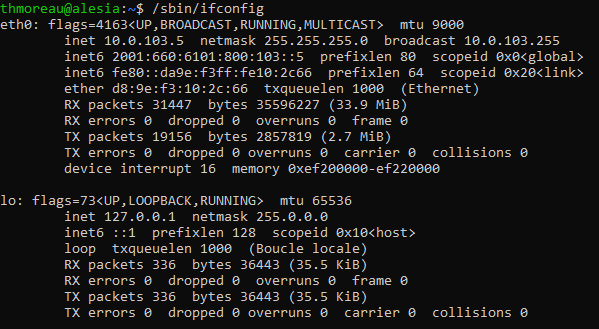 thmoreau@alesia:~$ /sbin/ifconfig
eth0: flags=4163<UP,BROADCAST,RUNNING,MULTICAST>  mtu 9000
        inet 10.0.103.5  netmask 255.255.255.0  broadcast 10.0.103.255
        inet6 2001:660:6101:800:103::5  prefixlen 80  scopeid 0x0<global>
        inet6 fe80::da9e:f3ff:fe10:2c66  prefixlen 64  scopeid 0x20<link>
        ether d8:9e:f3:10:2c:66  txqueuelen 1000  (Ethernet)
        RX packets 31447  bytes 35596227 (33.9 MiB)
        RX errors 0  dropped 0  overruns 0  frame 0
        TX packets 19156  bytes 2857819 (2.7 MiB)
        TX errors 0  dropped 0 overruns 0  carrier 0  collisions 0
        device interrupt 16  memory 0xef200000-ef220000

lo: flags=73<UP,LOOPBACK,RUNNING>  mtu 65536
        inet 127.0.0.1  netmask 255.0.0.0
        inet6 ::1  prefixlen 128  scopeid 0x10<host>
        loop  txqueuelen 1000  (Boucle locale)
        RX packets 336  bytes 36443 (35.5 KiB)
        RX errors 0  dropped 0  overruns 0  frame 0
        TX packets 336  bytes 36443 (35.5 KiB)
        TX errors 0  dropped 0 overruns 0  carrier 0  collisions 0